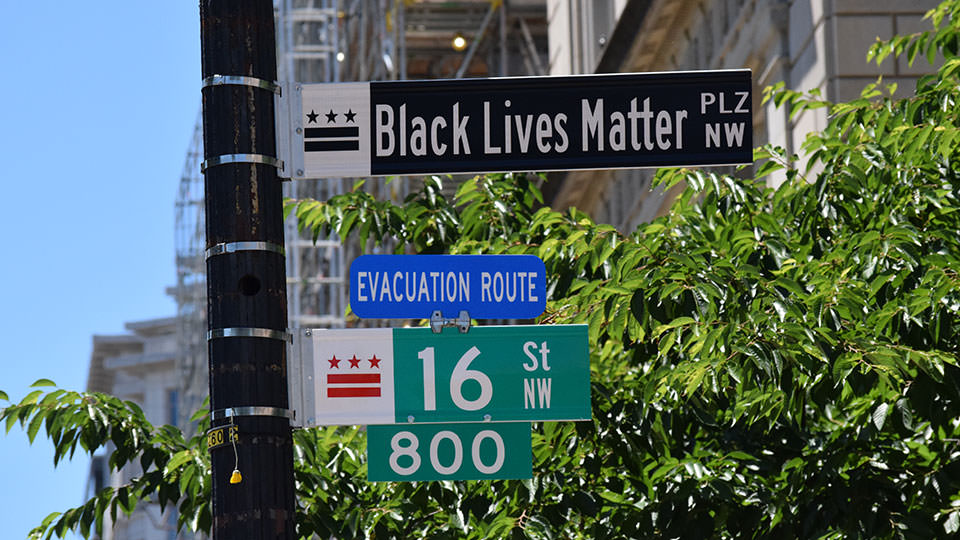 Black Lives Matter PLZ NW
EVACUATION ROUTE
16 St NW
800